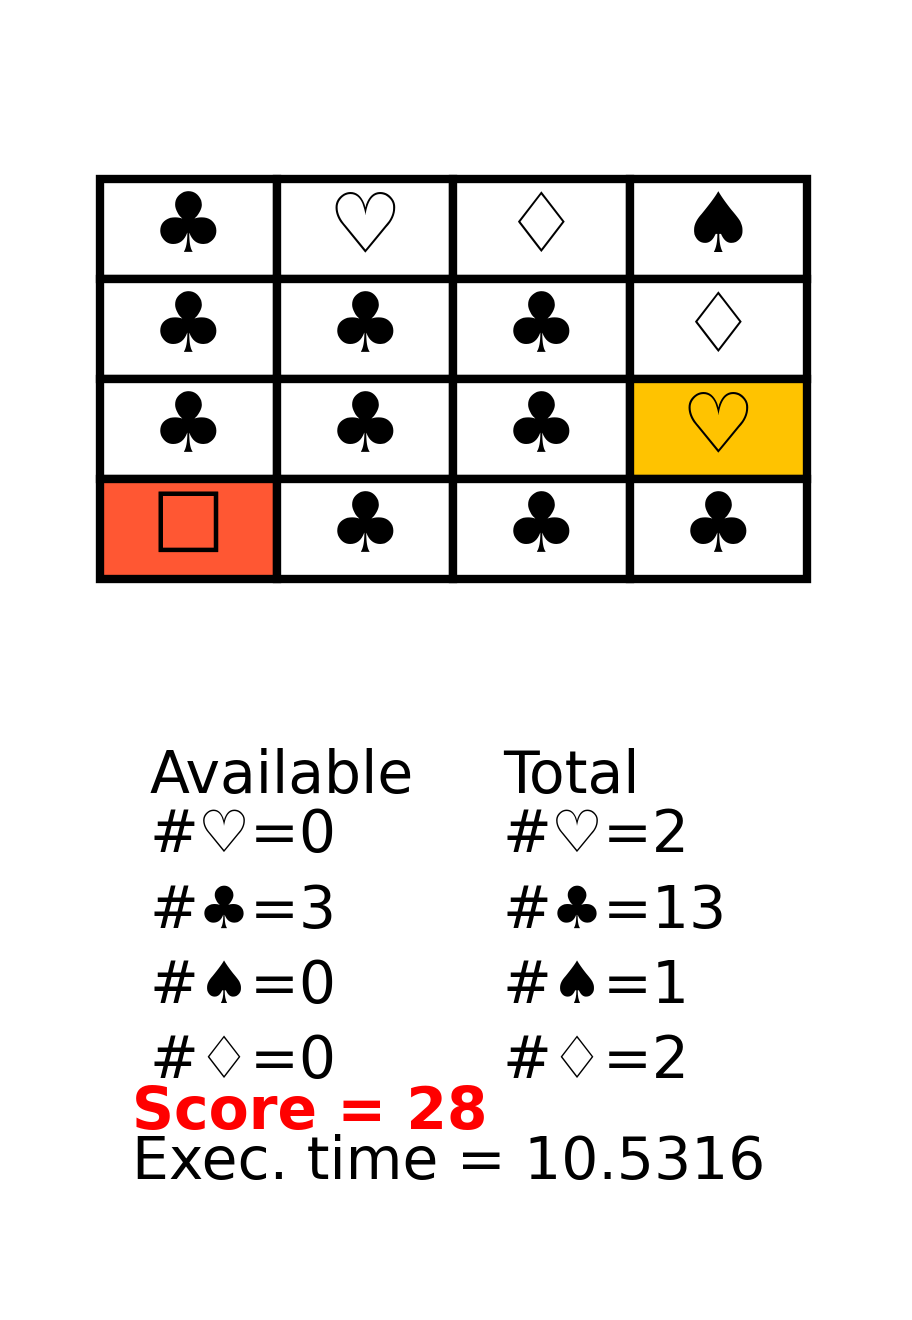 ♣ ♡ ♢ ♠
♣ ♣ ♣ ♢
♣ ♣ ♣ ♡
□ ♣ ♣ ♣
Available Total
#♡=0 #♡=2
#♣=3 #♣=13
#♠=0 #♠=1
#♢=0 #♢=2
Score = 28
Exec. time = 10.5316